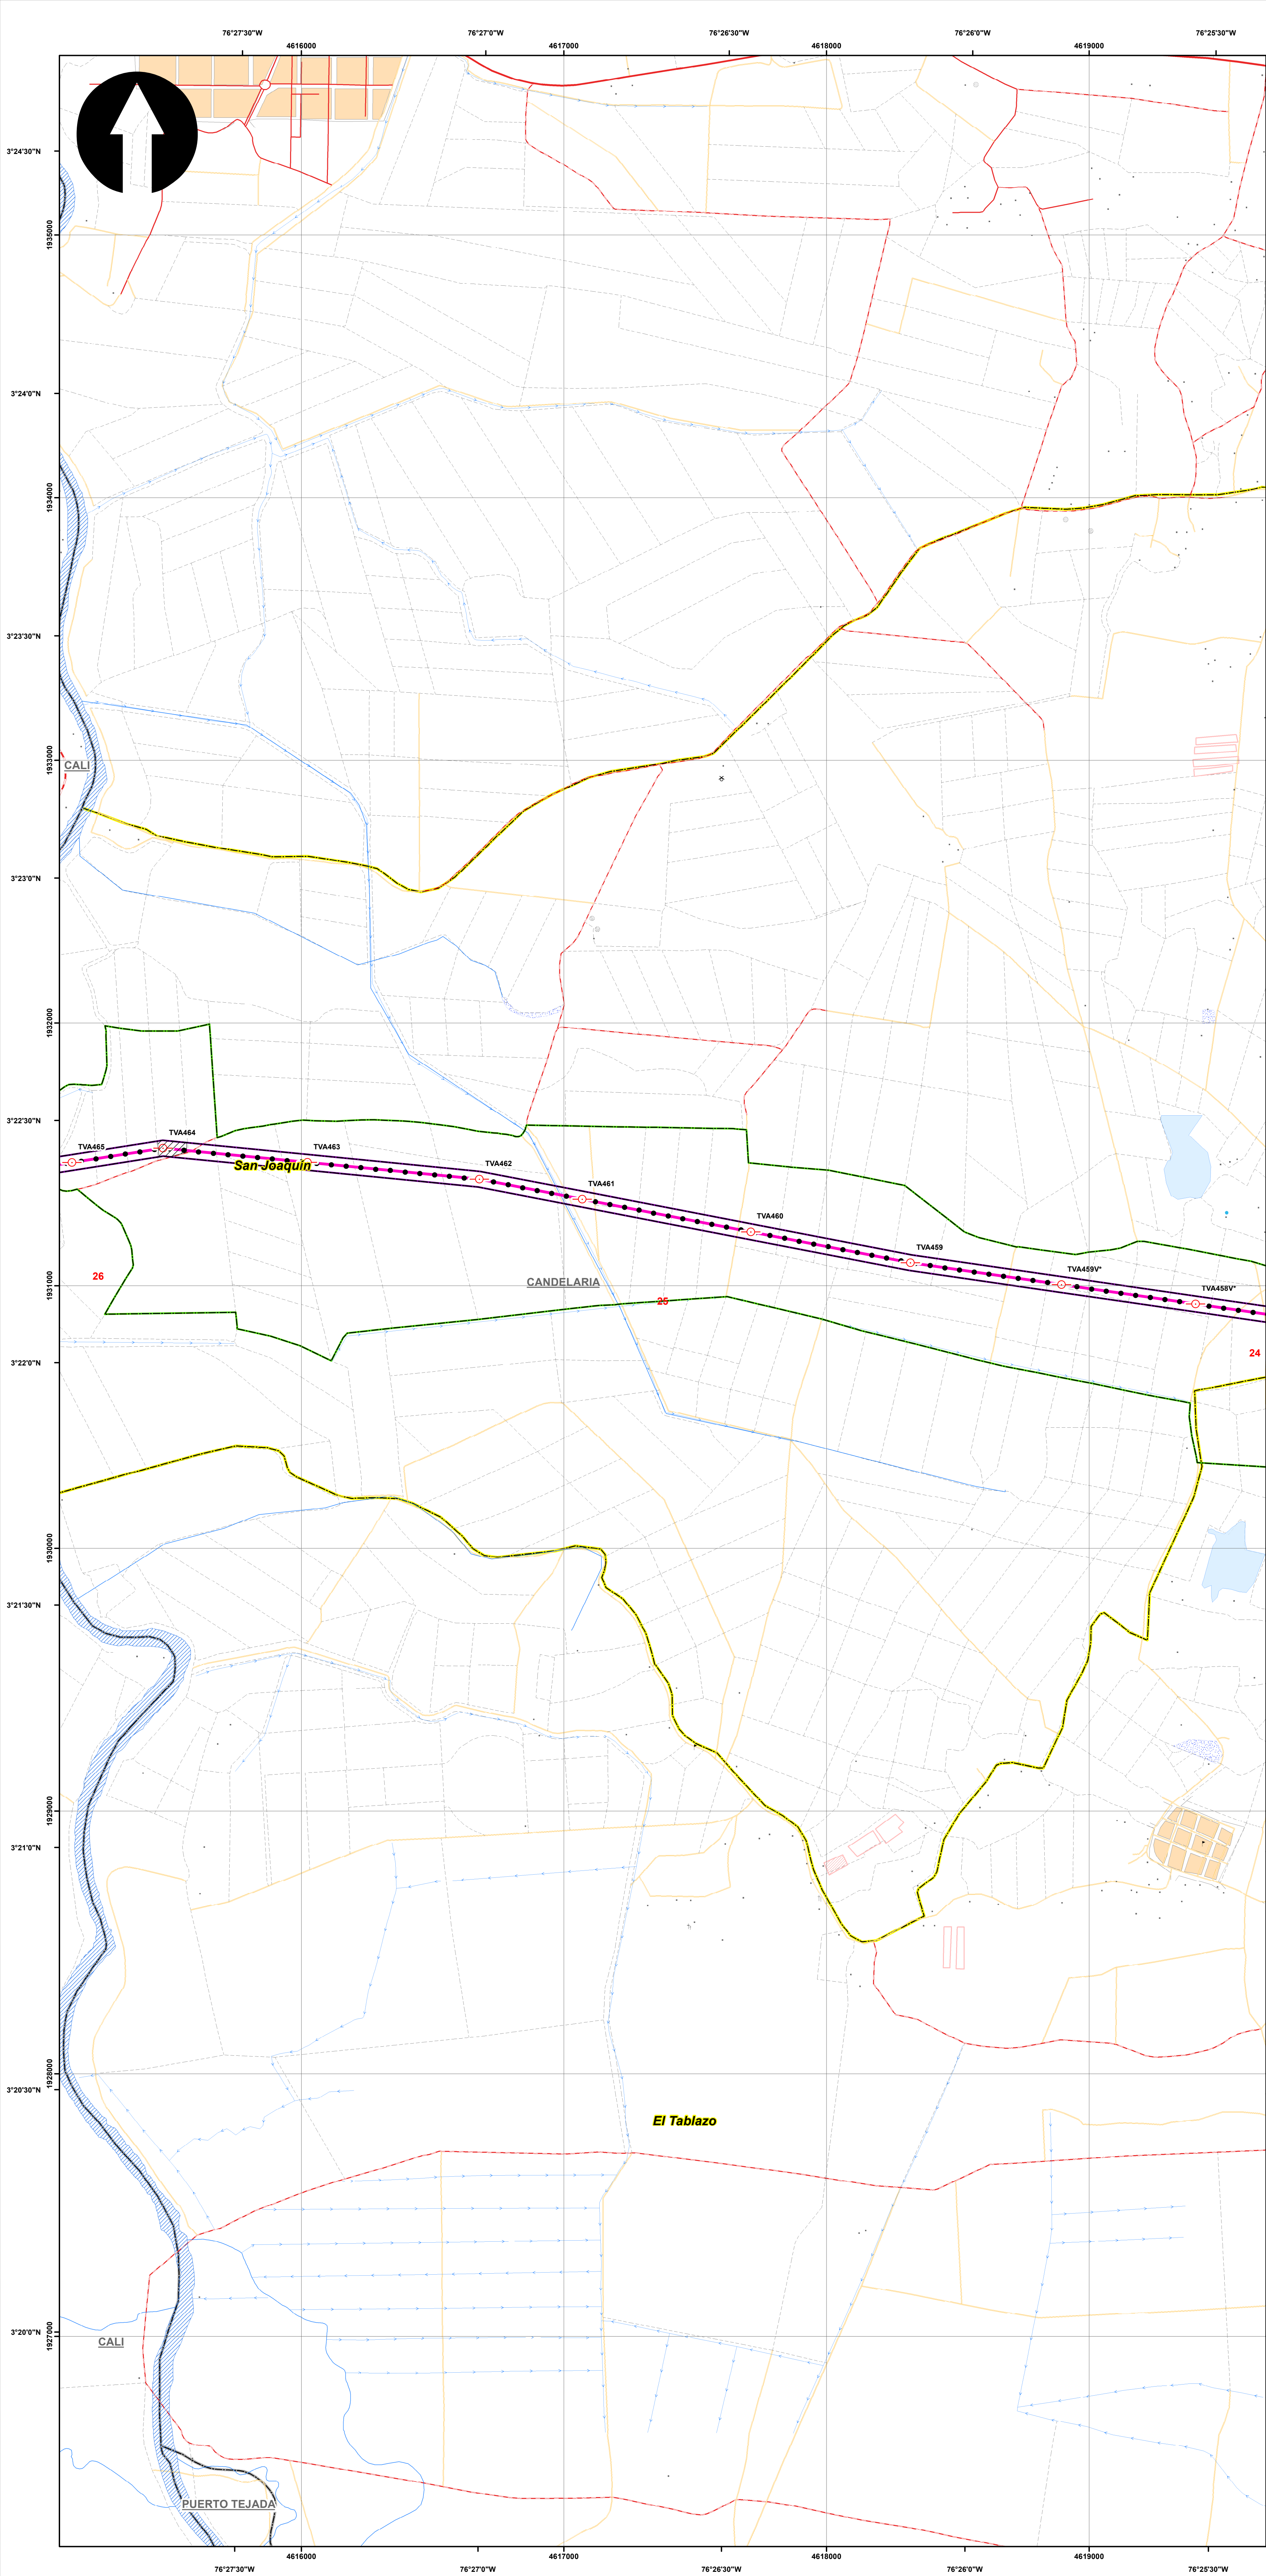 76°27'30"W
76°27'0"W
76°26'30"W
76°26'0"W
76°25'30"W
4616000
4617000
4618000
4619000
3°24'30"N
1935000
3°24'0"N
1934000
3°23'30"N
1933000
CALI
3°23'0"N
1932000
3°22'30"N
TVA465
TVA464
TVA463
TVA462
TVA461
TVA460
TVA459
TVA459V*
TVA458V*
San Joaquín
26
CANDELARIA
25
24
1931000
3°22'0"N
1930000
3°21'30"N
1929000
3°21'0"N
1928000
3°20'30"N
El Tablazo
3°20'0"N
1927000
CALI
PUERTO TEJADA
4616000
4617000
4618000
4619000
76°27'30"W
76°27'0"W
76°26'30"W
76°26'0"W
76°25'30"W